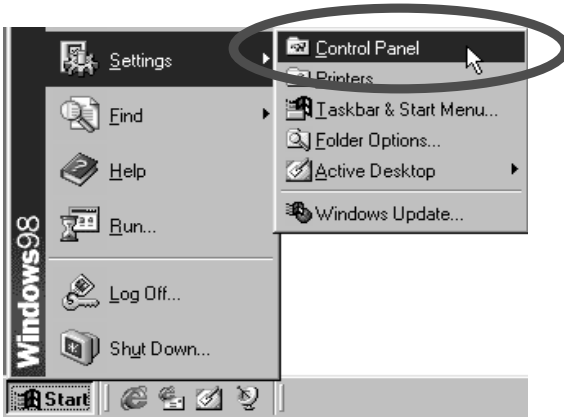 Settings
Find
Help
Run...
Log Off...
Shut Down...
Windows98
Start
Control Panel
Printers
Taskbar & Start Menu...
Folder Options...
Active Desktop
Windows Update...